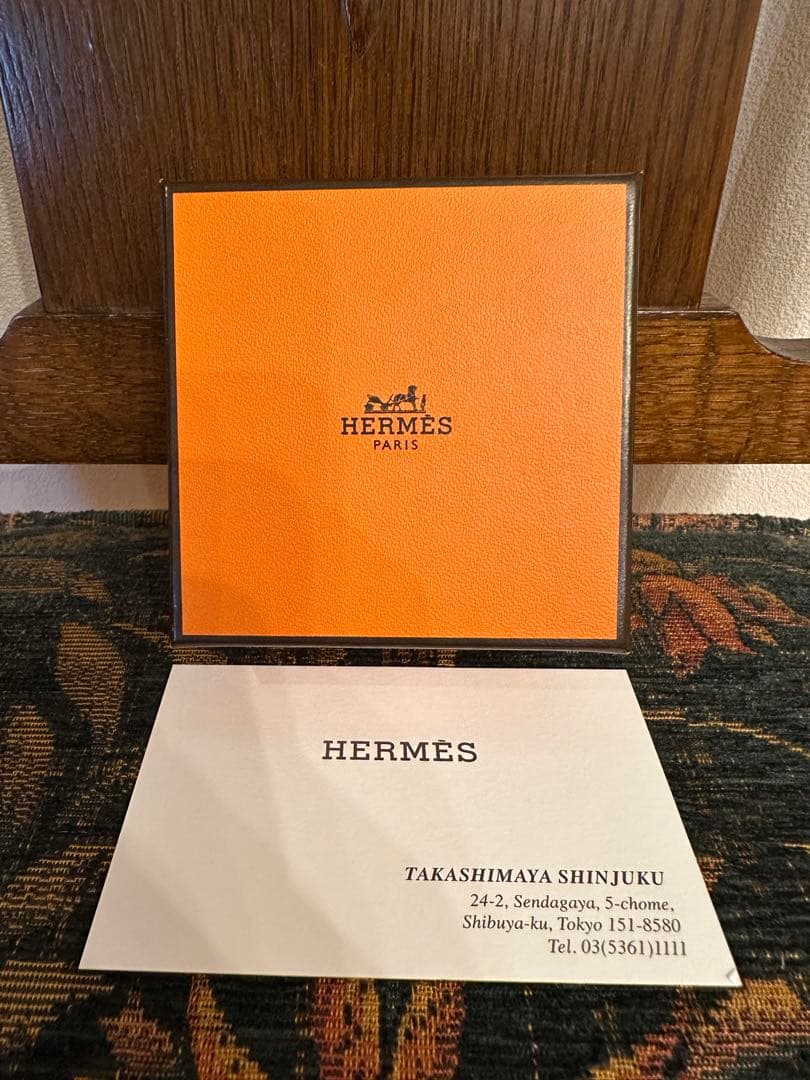 HERMÈS
PARIS
HERMÈS
TAKASHIMAYA SHINJUKU
24-2, Sendagaya, 5-chome,
Shibuya-ku, Tokyo 151-8580
Tel. 03(5361)1111